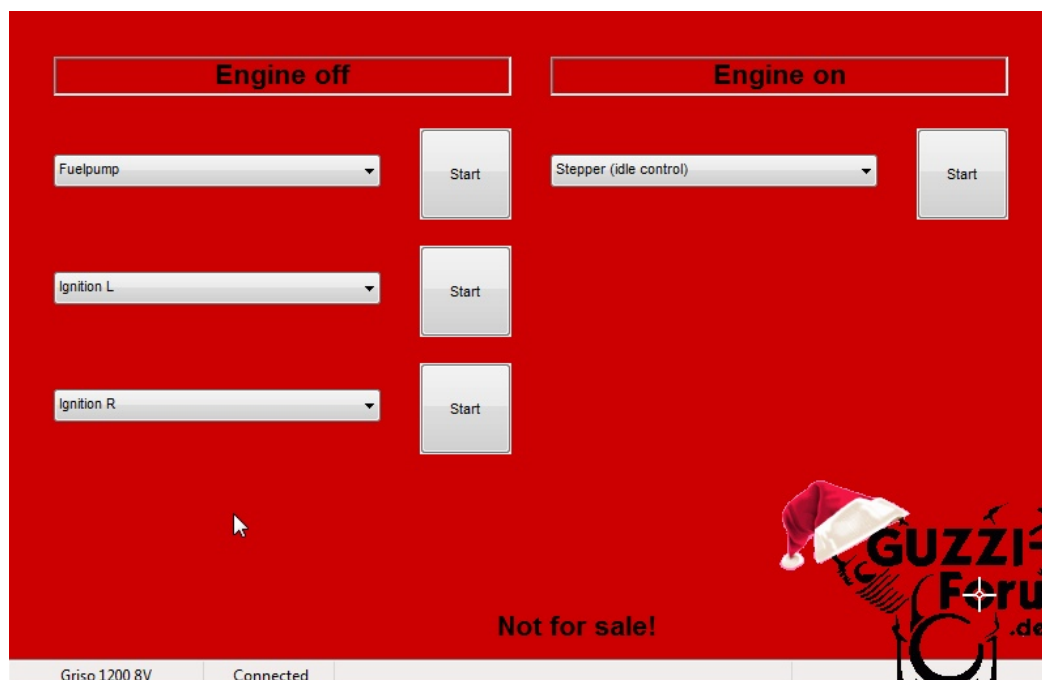 Engine off
Engine on
Fuelpump
Start
Stepper (idle control)
Start
Ignition L
Start
Ignition R
Start
GUZZI-
Foru
.de
Not for sale!
Griso 1200 8V
Connected